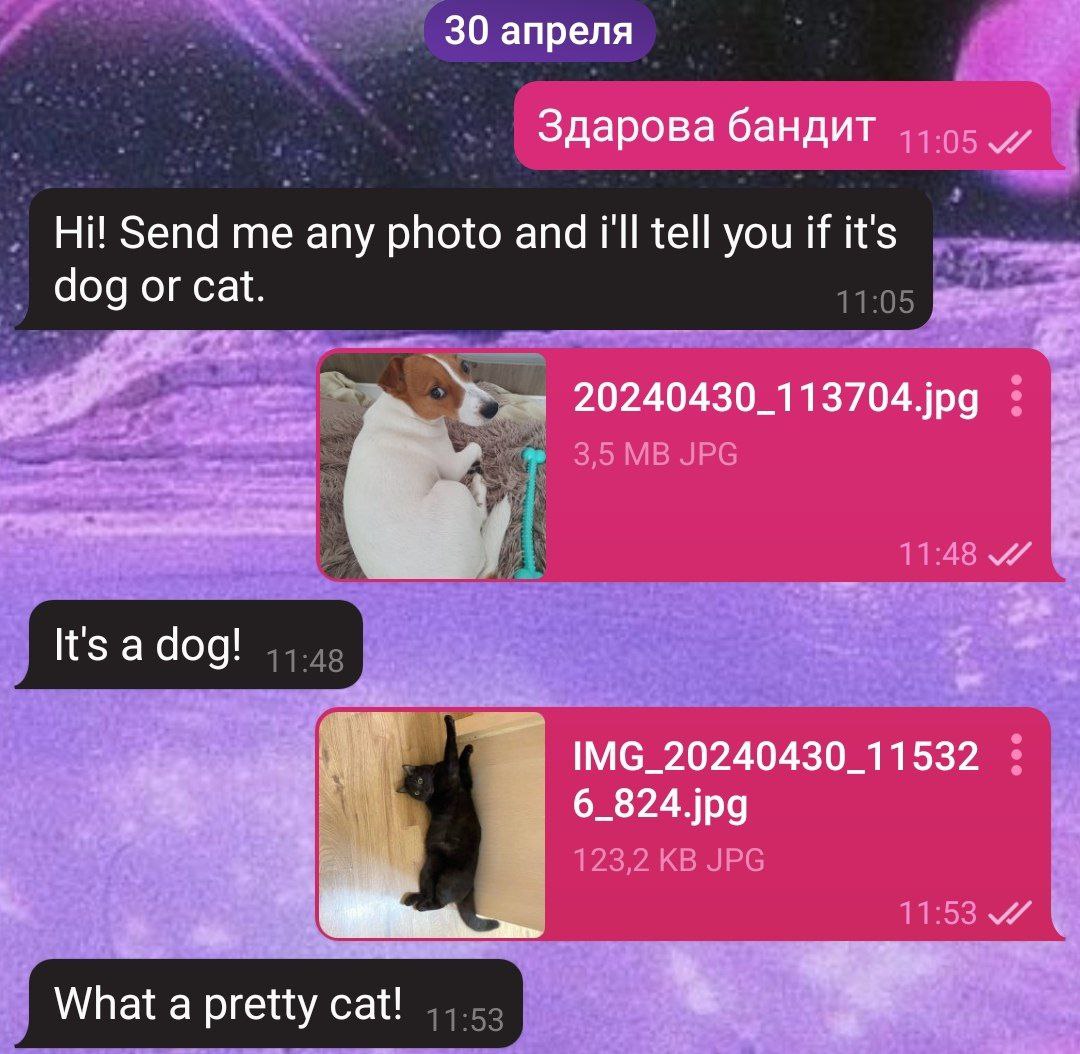 30 апреля
Здарова бандит 11:05
Hi! Send me any photo and i'll tell you if it's
dog or cat.
11:05
20240430_113704.jpg
3,5 MB JPG
11:48
It's a dog! 11:48
IMG_20240430_11532
6_824.jpg
123,2 KB JPG
11:53
What a pretty cat! 11:53